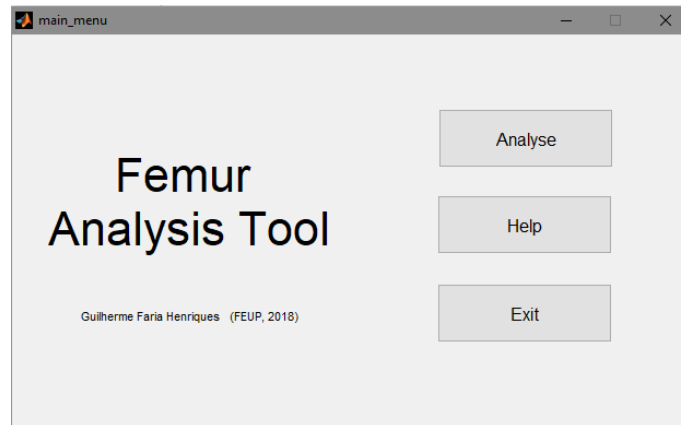 main_menu
Femur
Analysis Tool
Guilherme Faria Henriques (FEUP, 2018)
Analyse
Help
Exit